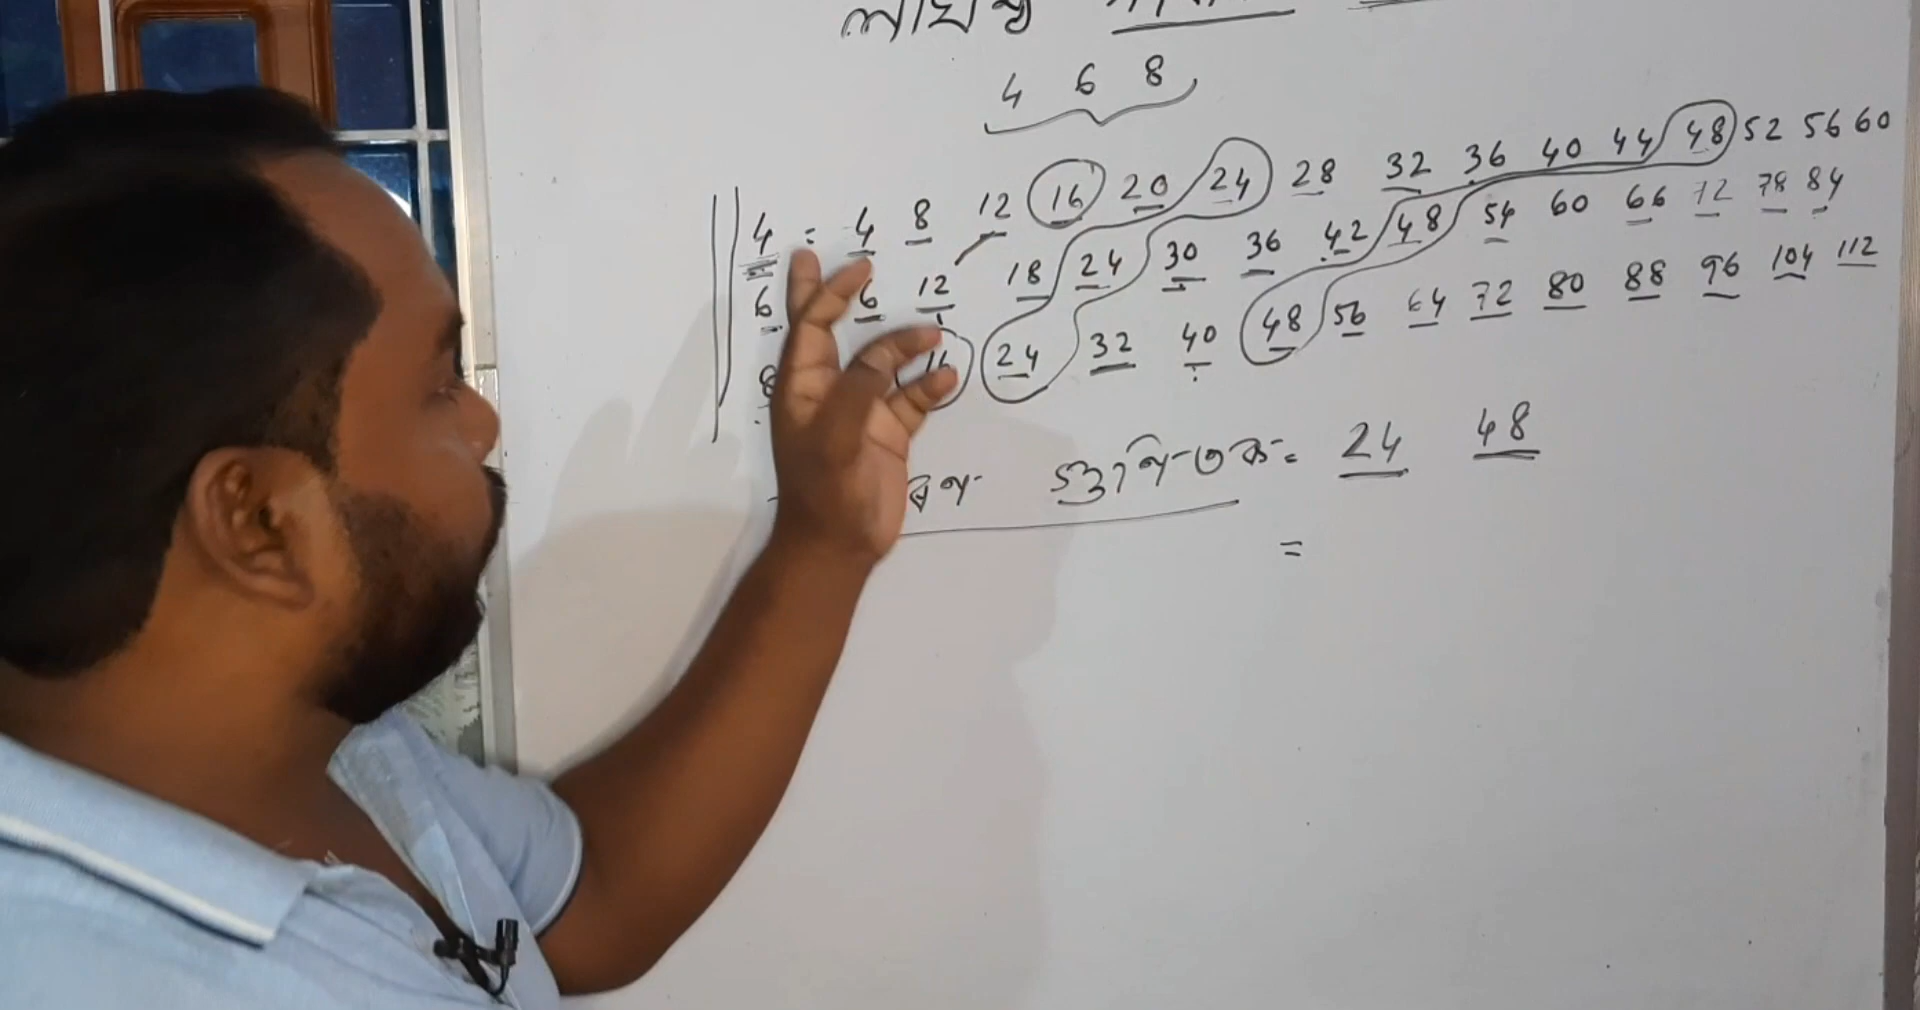 4 6 8
4 = 4 8 12 16 20 24 28 32 36 40 44 48 52 56 60
6 6 12 18 24 30 36 42 48 54 60 66 72 78 84
8 16 24 32 40 48 56 64 72 80 88 96 104 112
= 24 48
=